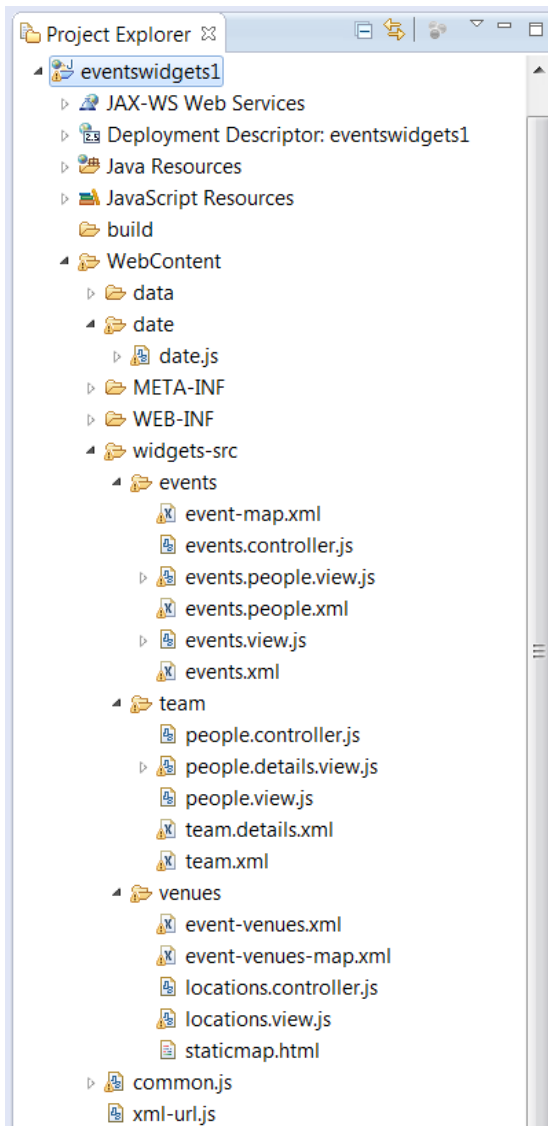 Project Explorer
eventswidgets1
JAX-WS Web Services
Deployment Descriptor: eventswidgets1
Java Resources
JavaScript Resources
build
WebContent
data
date
date.js
META-INF
WEB-INF
widgets-src
events
event-map.xml
events.controller.js
events.people.view.js
events.people.xml
events.view.js
events.xml
team
people.controller.js
people.details.view.js
people.view.js
team.details.xml
team.xml
venues
event-venues.xml
event-venues-map.xml
locations.controller.js
locations.view.js
staticmap.html
common.js
xml-url.js